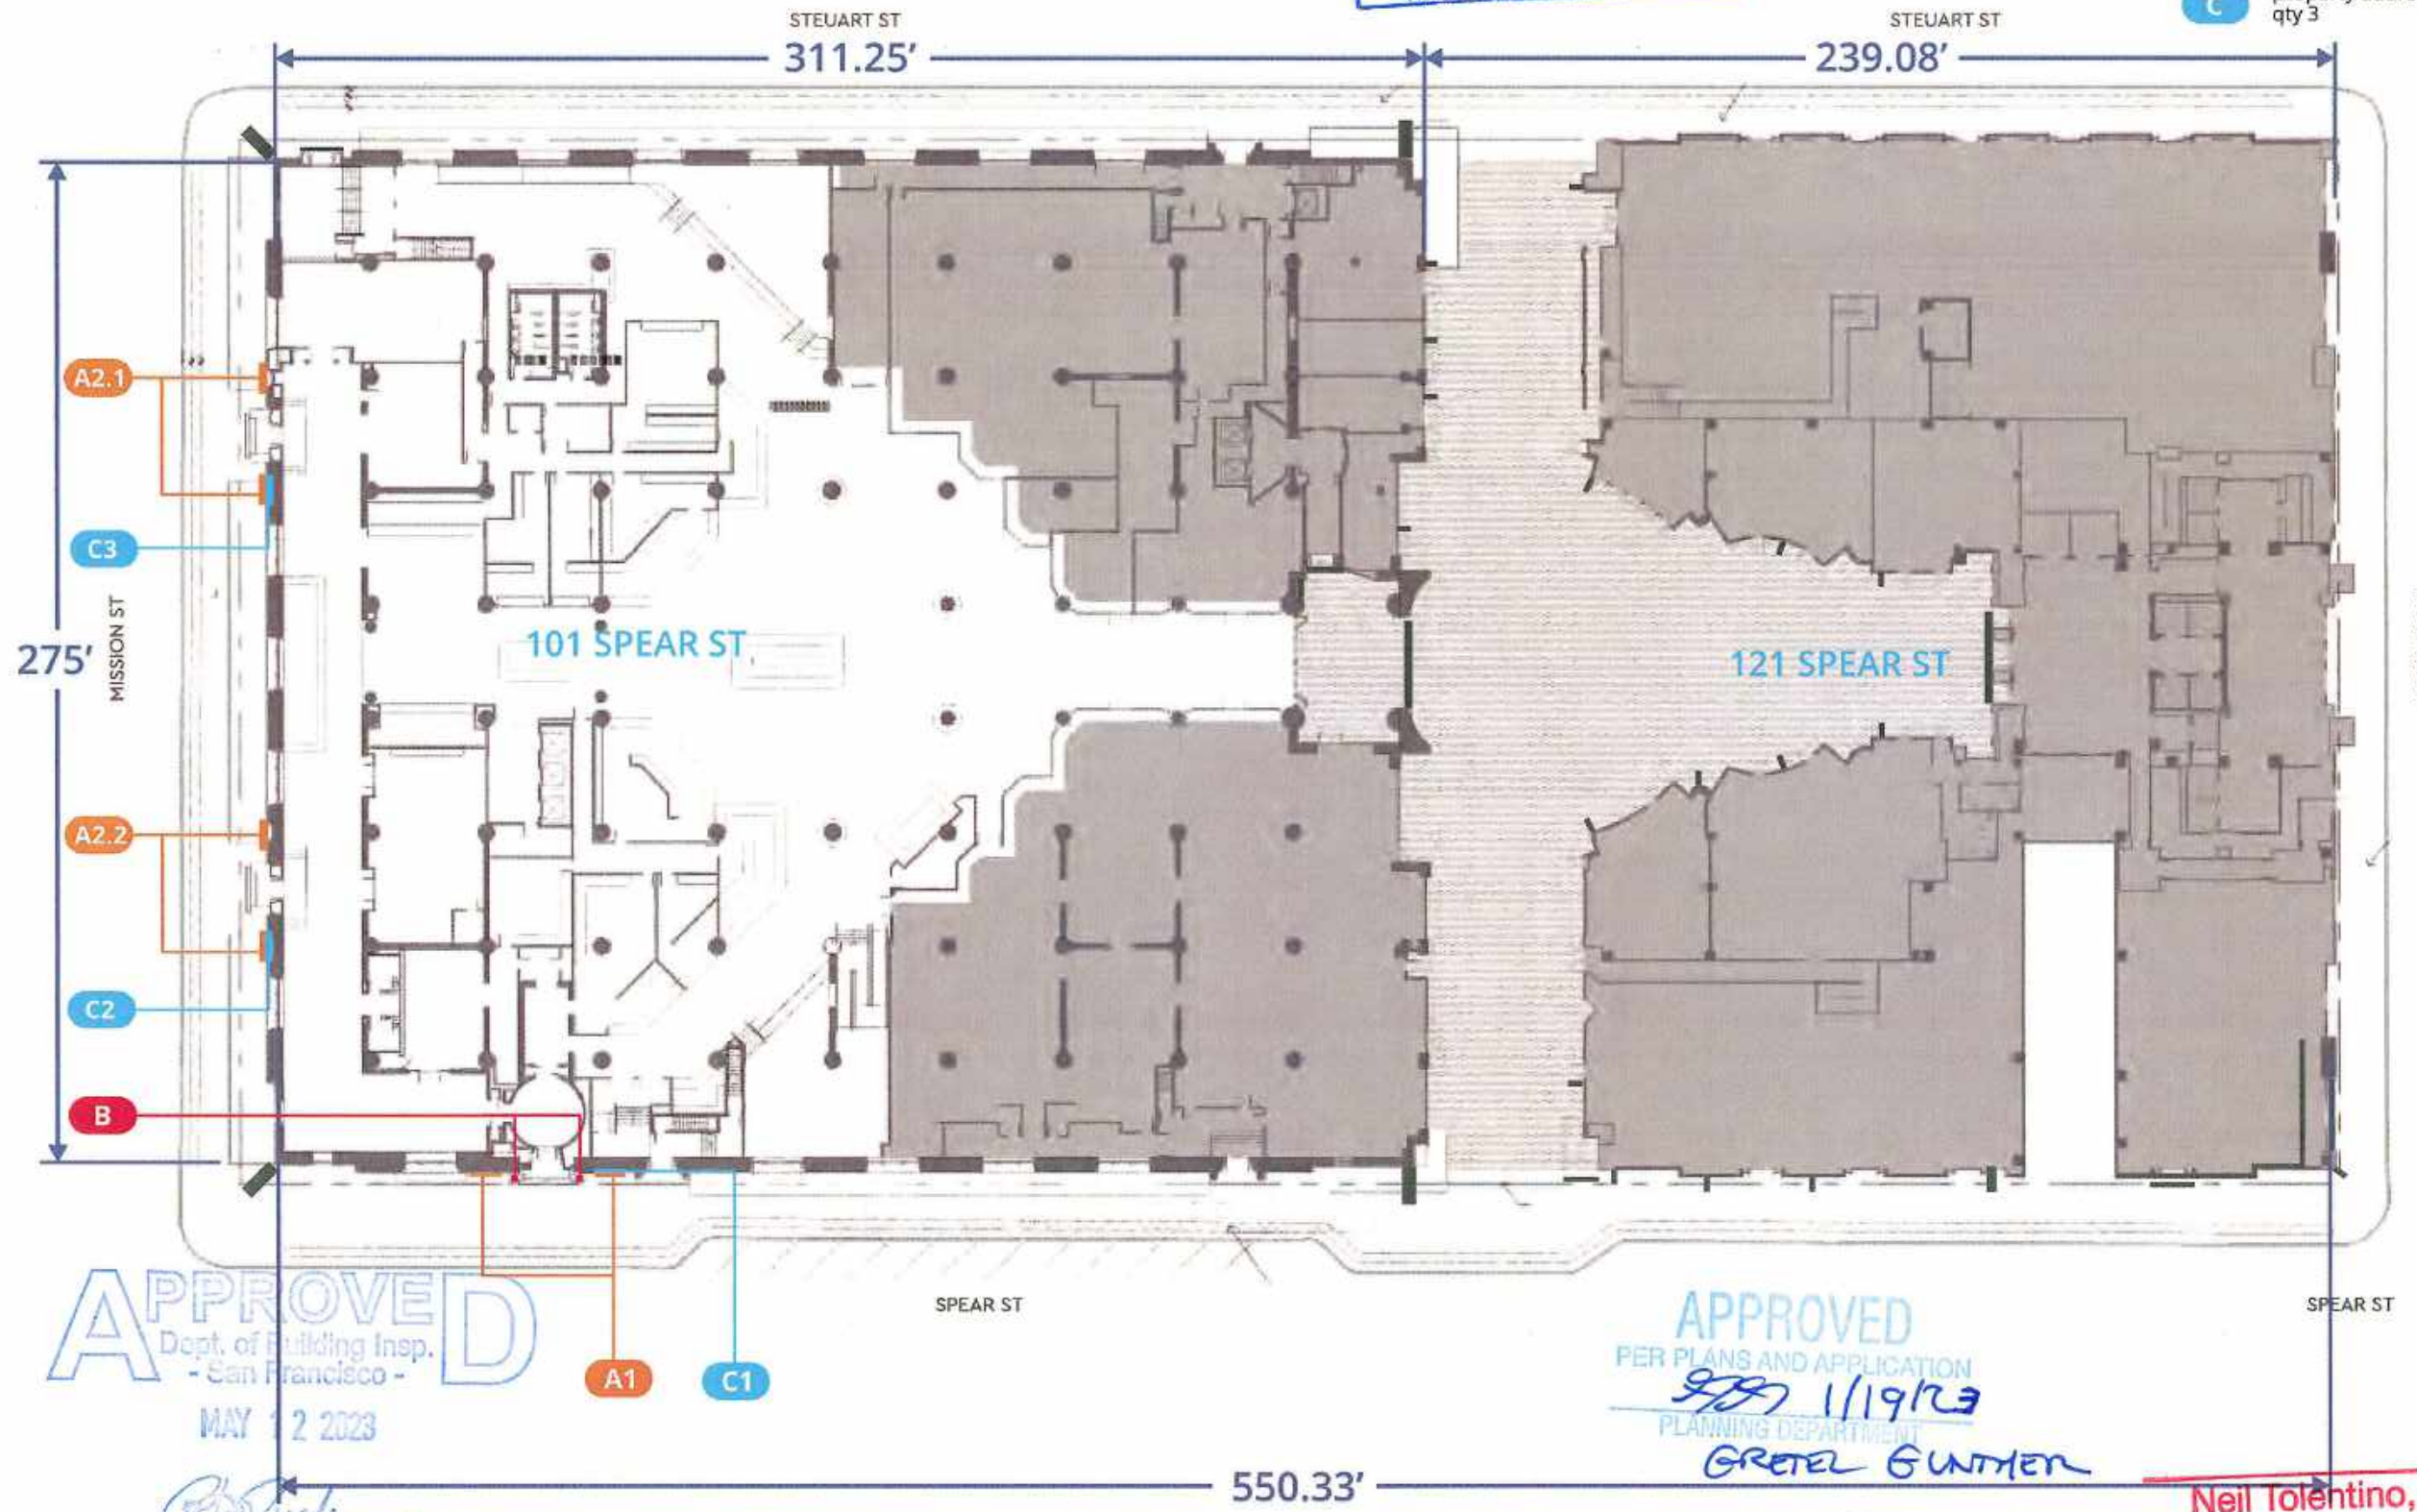 STEUART ST
STEUART ST
C
qty 3
311.25’
239.08’
A2.1
C3
MISSION ST
275’
101 SPEAR ST
121 SPEAR ST
A2.2
C2
B
SPEAR ST
SPEAR ST
A1
C1
APPROVED
Dept. of Building Insp.
- San Francisco -
MAY 12 2023
APPROVED
PER PLANS AND APPLICATION
1/19/23
PLANNING DEPARTMENT
GRETEL GUNTHER
550.33’
Neil Tolentino,